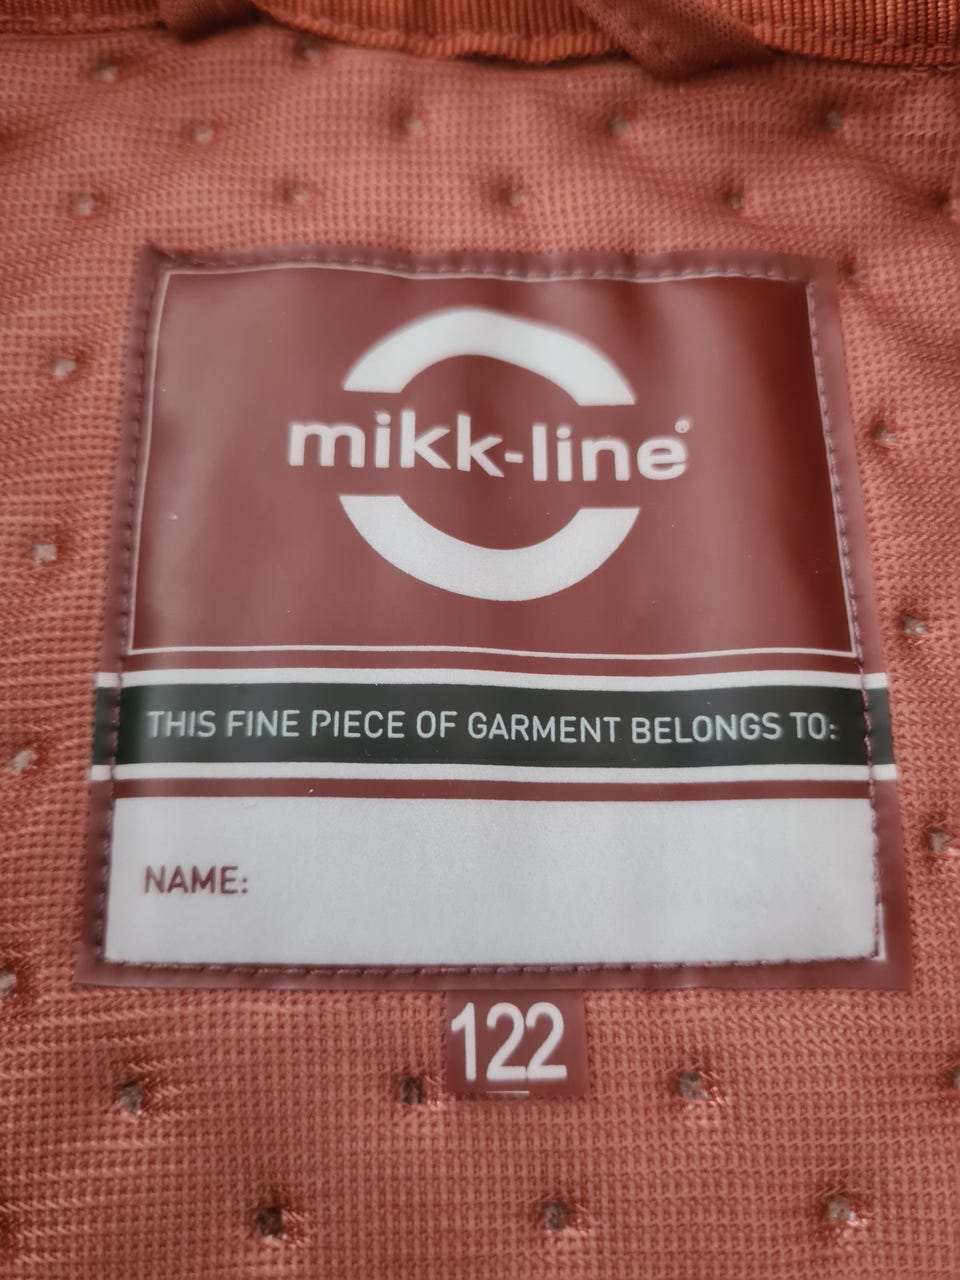 mikk-line®
THIS FINE PIECE OF GARMENT BELONGS TO:
NAME:
122